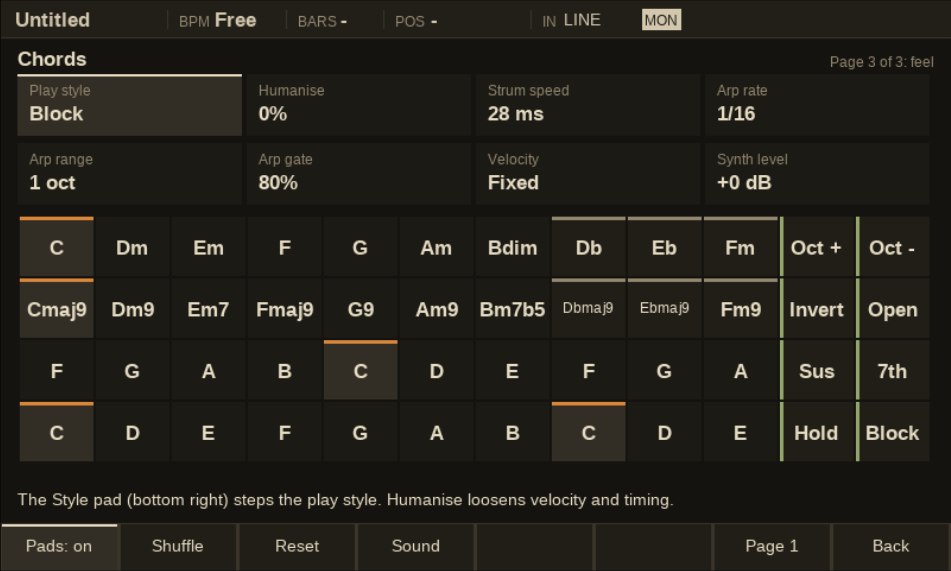 Untitled BPM Free BARS - POS - IN LINE MON
Chords Page 3 of 3: feel
Play style Humanise Strum speed Arp rate
Block 0% 28 ms 1/16
Arp range Arp gate Velocity Synth level
1 oct 80% Fixed +0 dB
C Dm Em F G Am Bdim Db Eb Fm Oct + Oct -
Cmaj9 Dm9 Em7 Fmaj9 G9 Am9 Bm7b5 Dbmaj9 Ebmaj9 Fm9 Invert Open
F G A B C D E F G A Sus 7th
C D E F G A B C D E Hold Block
The Style pad (bottom right) steps the play style. Humanise loosens velocity and timing.
Pads: on Shuffle Reset Sound Page 1 Back